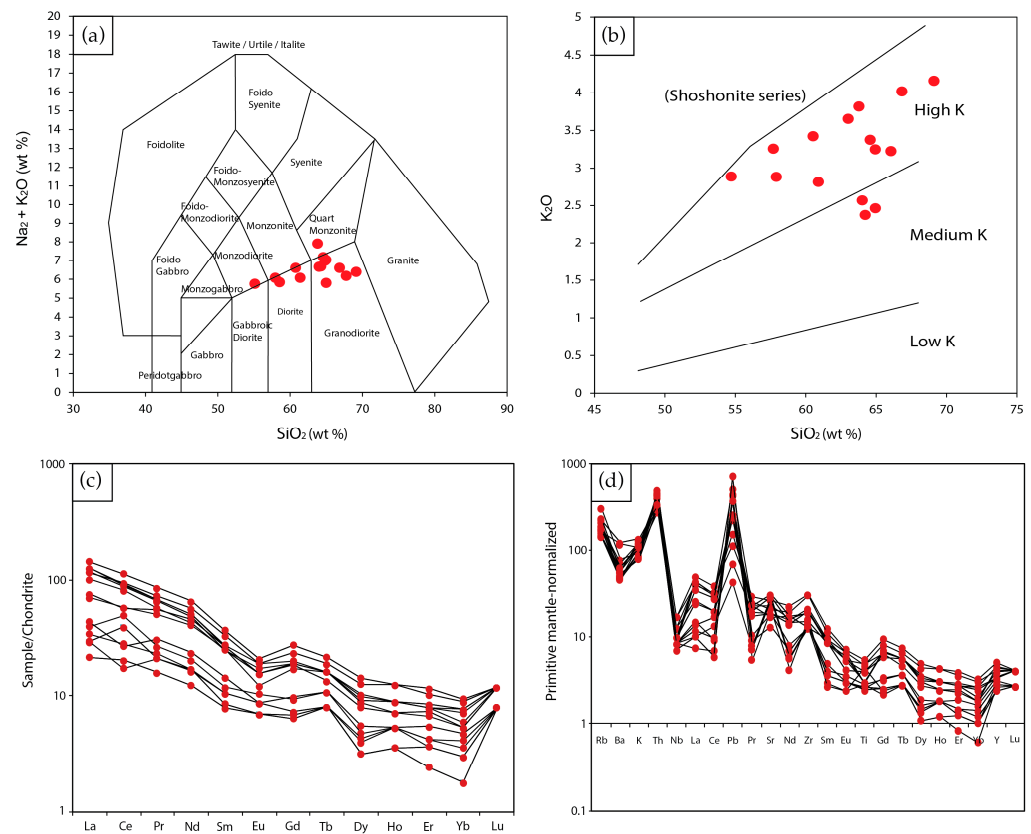 (a)
Na2 + K2O (wt %)
20
19
18
17
16
15
14
13
12
11
10
9
8
7
6
5
4
3
2
1
0
30
40
50
60
70
80
90
SiO2 (wt %)
Tawite / Urtile / Italite
Foido
Syenite
Foidolite
Syenite
Foido-
Monzosyenite
Foido-
Monzodiorite
Monzonite
Quart
Monzonite
Foido
Gabbro
Monzodiorite
Granite
Monzogabbro
Gabbroic
Diorite
Diorite
Granodiorite
Gabbro
Peridotgabbro
(b)
K2O
5
4.5
4
3.5
3
2.5
2
1.5
1
0.5
0
45
55
65
75
SiO2 (wt %)
(Shoshonite series)
High K
Medium K
Low K
(c)
Sample/Chondrite
1000
100
10
1
La Ce Pr Nd Sm Eu Gd Tb Dy Ho Er Yb Lu
(d)
Primitive mantle-normalized
1000
100
10
1
0.1
Rb Ba K Th Nb La Ce Pb Pr Sr Nd Zr Sm Eu Ti Gd Tb Dy Ho Er Yb Y Lu